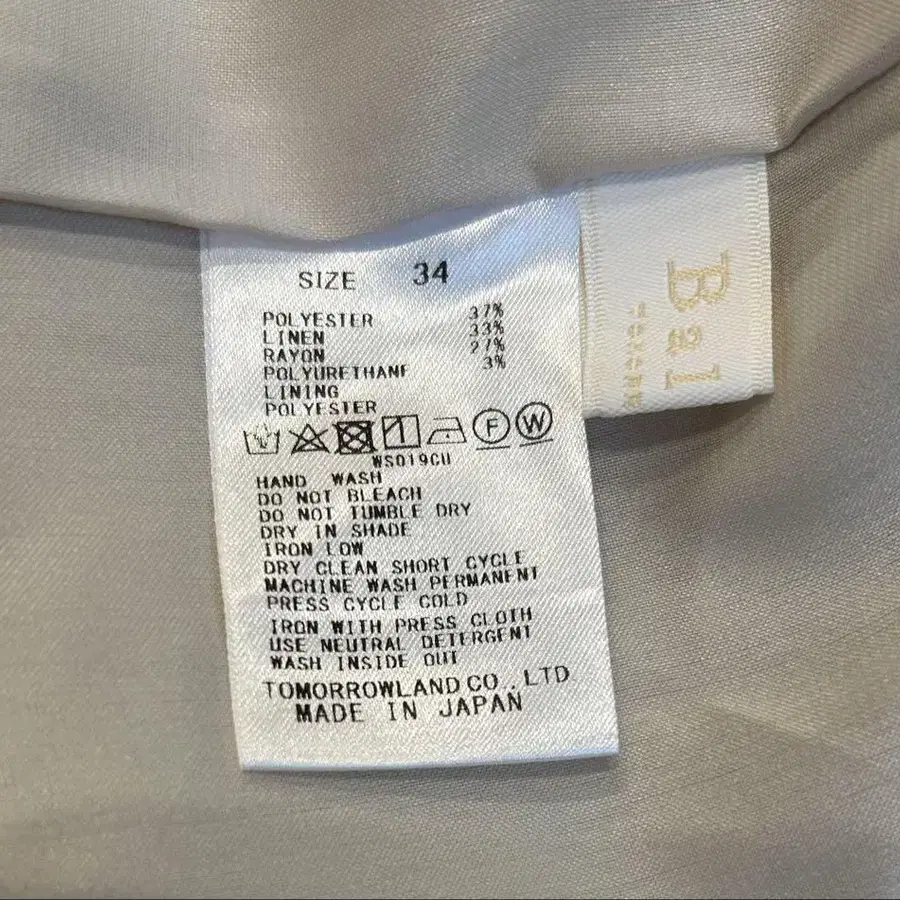 SIZE 34
POLYESTER 37%
LINEN 33%
RAYON 27%
POLYURETHANE 3%
LINING
POLYESTER
F W
WS019CU
HAND WASH
DO NOT BLEACH
DO NOT TUMBLE DRY
DRY IN SHADE
IRON LOW
DRY CLEAN SHORT CYCLE
MACHINE WASH PERMANENT
PRESS CYCLE COLD
IRON WITH PRESS CLOTH
USE NEUTRAL DETERGENT
WASH INSIDE OUT
TOMORROWLAND CO.,LTD
MADE IN JAPAN
Bal